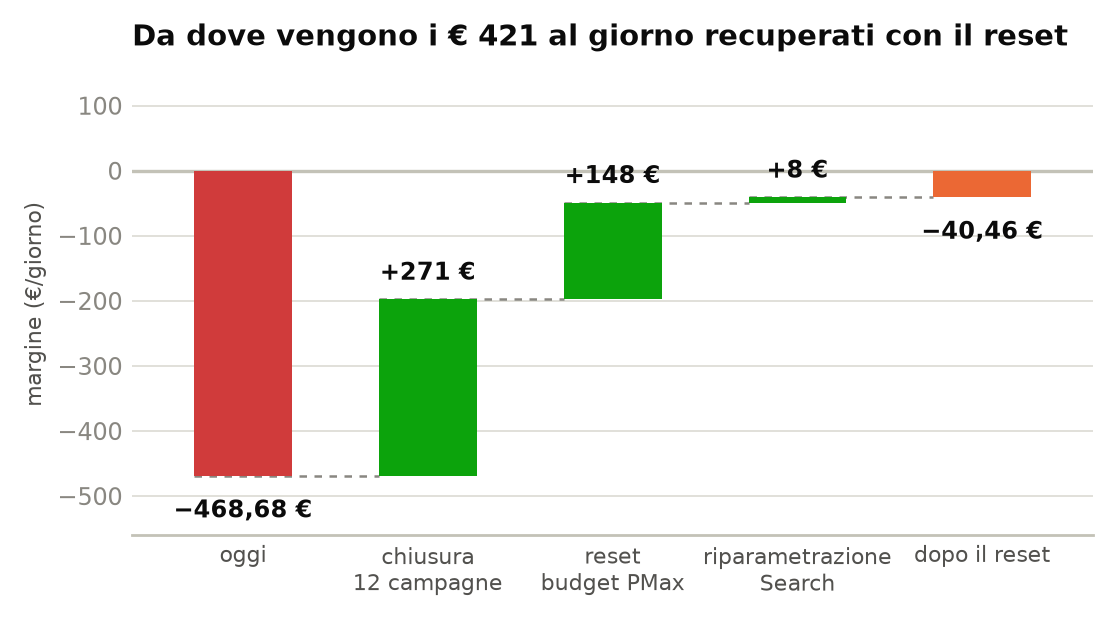 Da dove vengono i € 421 al giorno recuperati con il reset
margine (€/giorno)
100
0
−100
−200
−300
−400
−500
−468,68 €
+271 €
+148 €
+8 €
−40,46 €
oggi
chiusura
12 campagne
reset
budget PMax
riparametrazione
Search
dopo il reset